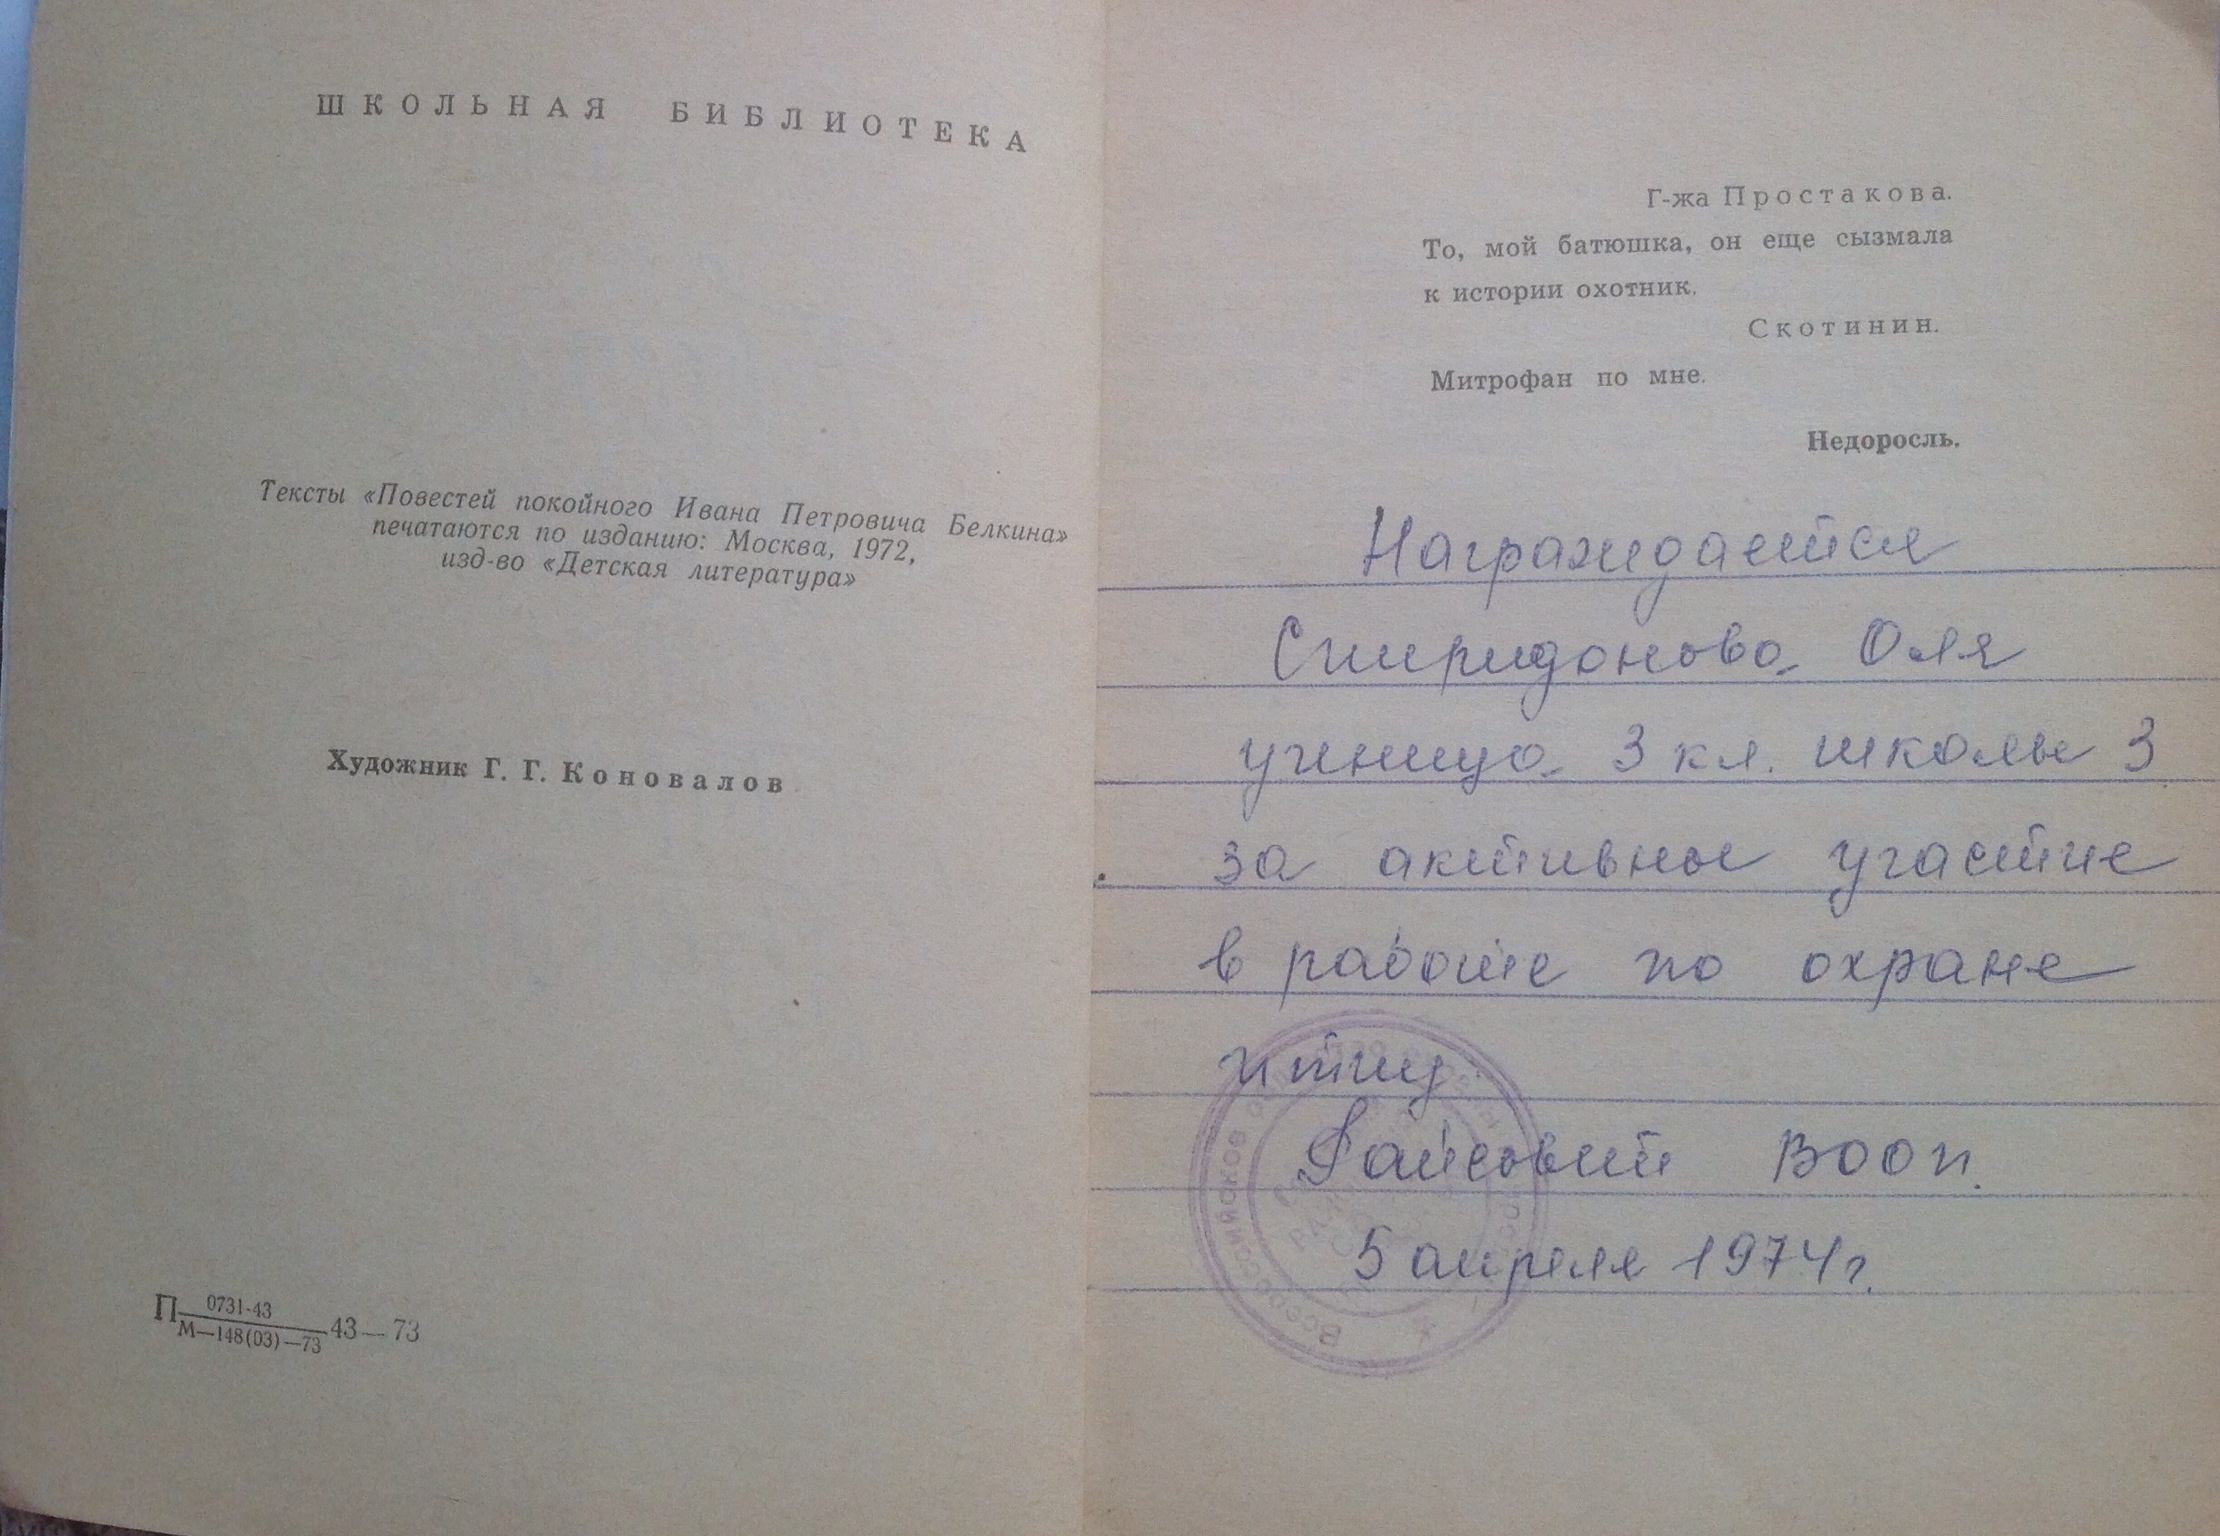 ШКОЛЬНАЯ БИБЛИОТЕКА
Тексты «Повестей покойного Ивана Петровича Белкина»
печатаются по изданию: Москва, 1972,
изд-во «Детская литература»
Художник Г. Г. Коновалов
П 0731-43
М—148(03)—73 43—73
Г-жа Простакова.
То, мой батюшка, он еще сызмала
к истории охотник.
Скотинин.
Митрофан по мне.
Недоросль.
Награждается
Спиридонова Оля
ученица 3 кл. школы 3
за активные участие
в работе по охране
птиц.
Райсовет ВООП.
5 апреля 1974 г.
Всероссийское